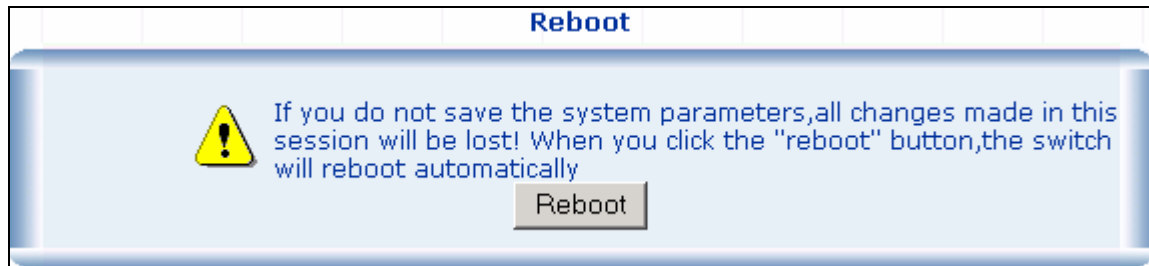 Reboot
If you do not save the system parameters,all changes made in this
session will be lost! When you click the "reboot" button,the switch
will reboot automatically
Reboot